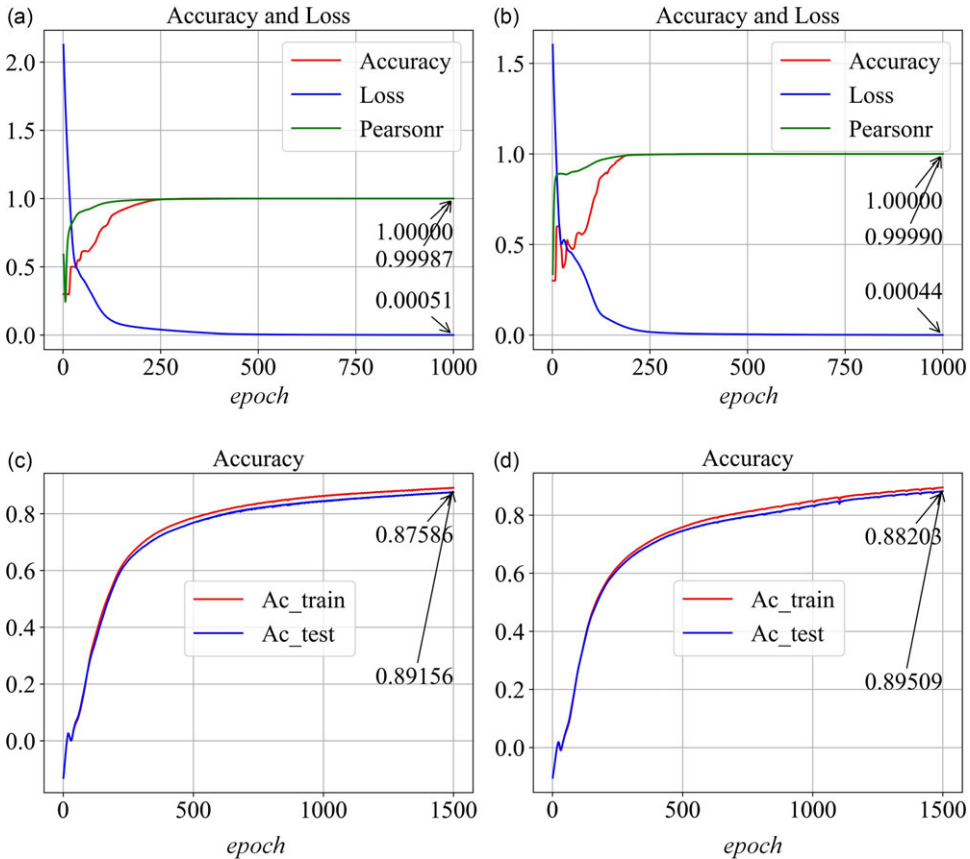 (a) Accuracy and Loss
2.0
1.5
1.0
0.5
0.0
Accuracy
Loss
Pearsonr
1.00000
0.99987
0.00051
0 250 500 750 1000
epoch
(b) Accuracy and Loss
1.5
1.0
0.5
0.0
Accuracy
Loss
Pearsonr
1.00000
0.99990
0.00044
0 250 500 750 1000
epoch
(c) Accuracy
0.8
0.6
0.4
0.2
0.0
0.87586
Ac_train
Ac_test
0.89156
0 500 1000 1500
epoch
(d) Accuracy
0.8
0.6
0.4
0.2
0.0
0.88203
Ac_train
Ac_test
0.89509
0 500 1000 1500
epoch